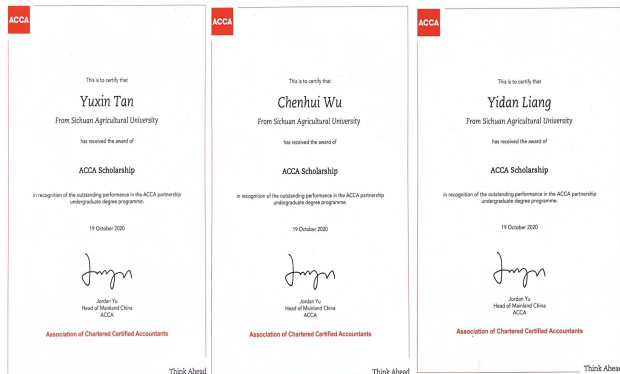 ACCA
This is to certify that
Yuxin Tan
From Sichuan Agricultural University
has received the award of
ACCA Scholarship
in recognition of the outstanding performance in the ACCA partnership
undergraduate degree programme.
19 October 2020
Jordan Yu
Head of Mainland China
ACCA
Association of Chartered Certified Accountants
Think Ahead
ACCA
This is to certify that
Chenhui Wu
From Sichuan Agricultural University
has received the award of
ACCA Scholarship
in recognition of the outstanding performance in the ACCA partnership
undergraduate degree programme.
19 October 2020
Jordan Yu
Head of Mainland China
ACCA
Association of Chartered Certified Accountants
Think Ahead
ACCA
This is to certify that
Yidan Liang
From Sichuan Agricultural University
has received the award of
ACCA Scholarship
in recognition of the outstanding performance in the ACCA partnership
undergraduate degree programme.
19 October 2020
Jordan Yu
Head of Mainland China
ACCA
Association of Chartered Certified Accountants
Think Ahead